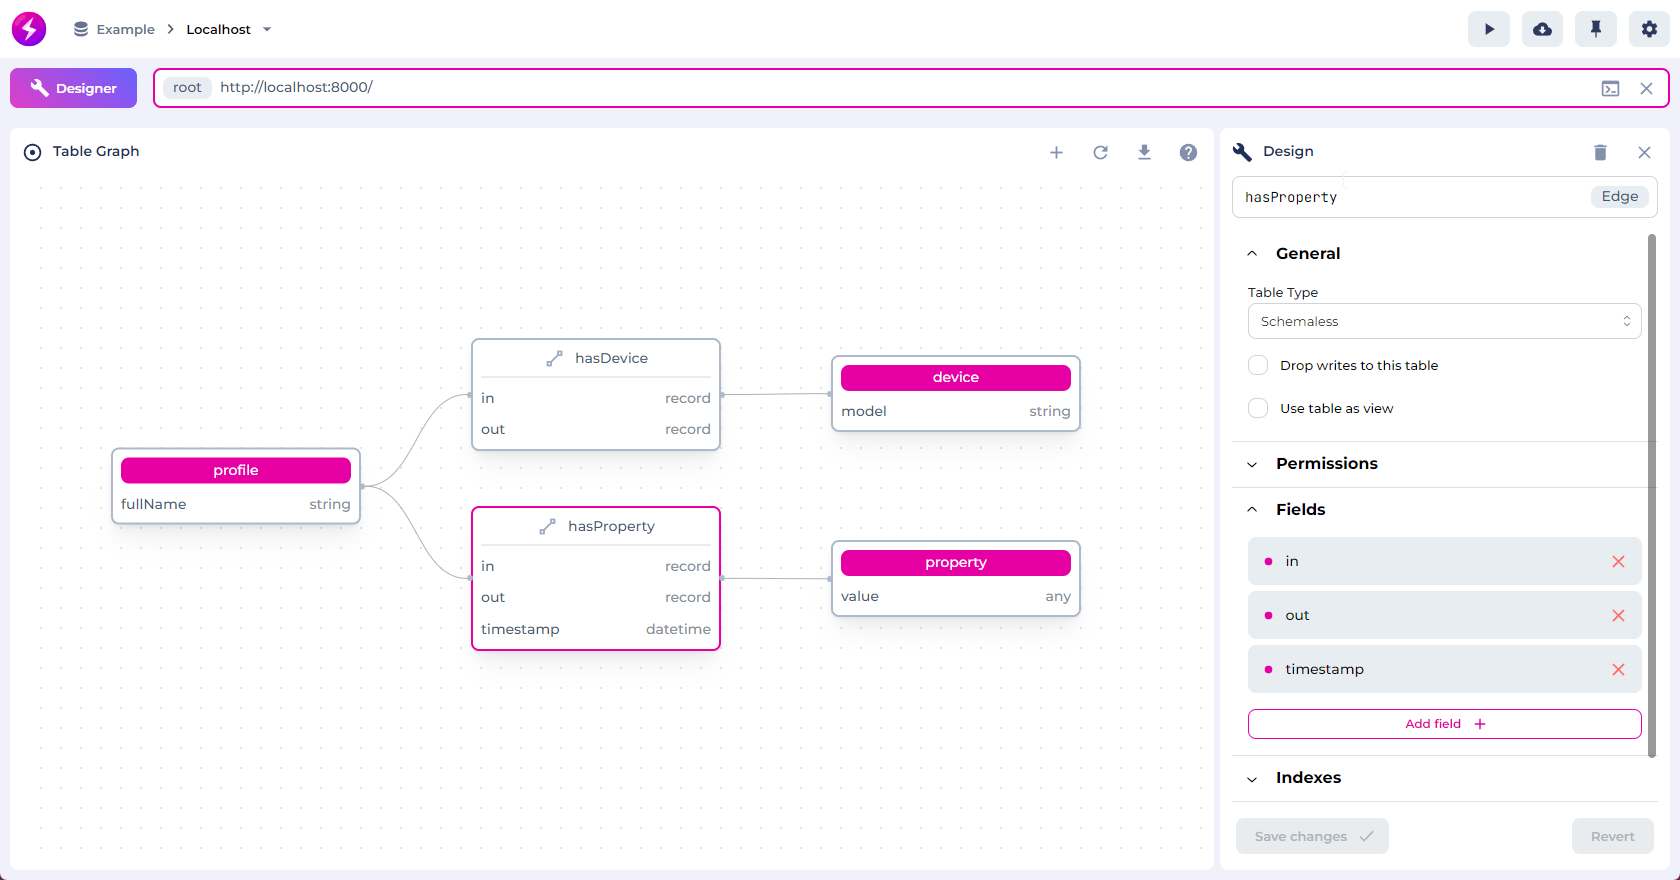 Example > Localhost
Designer
root http://localhost:8000/
Table Graph
profile
fullName string
hasDevice
in record
out record
hasProperty
in record
out record
timestamp datetime
device
model string
property
value any
Design
hasProperty Edge
General
Table Type
Schemaless
Drop writes to this table
Use table as view
Permissions
Fields
in
out
timestamp
Add field +
Indexes
Save changes
Revert